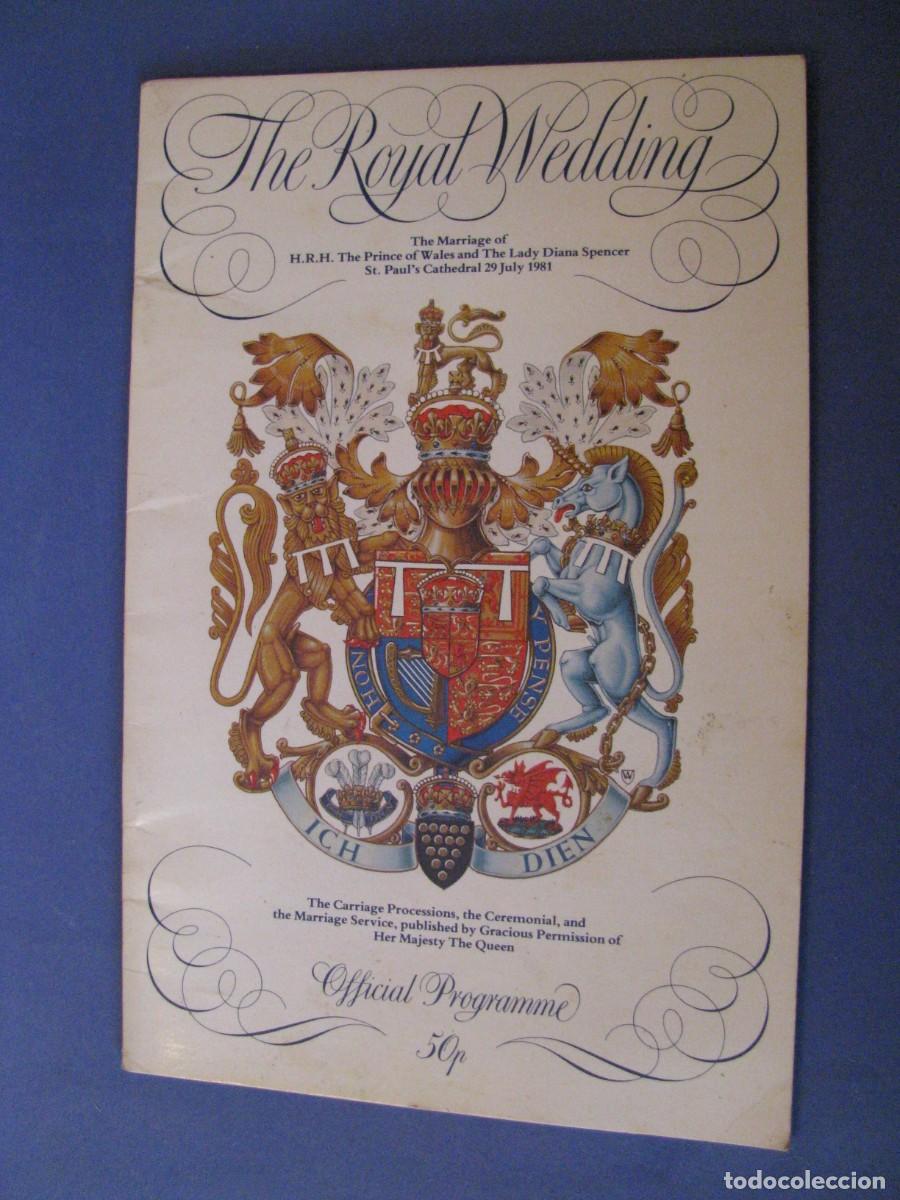 The Royal Wedding
The Marriage of
H.R.H. The Prince of Wales and The Lady Diana Spencer
St. Paul's Cathedral 29 July 1981
HON
Y PENSE
W
ICH
DIEN
The Carriage Processions, the Ceremonial, and
the Marriage Service, published by Gracious Permission of
Her Majesty The Queen
Official Programme
50p
todocoleccion